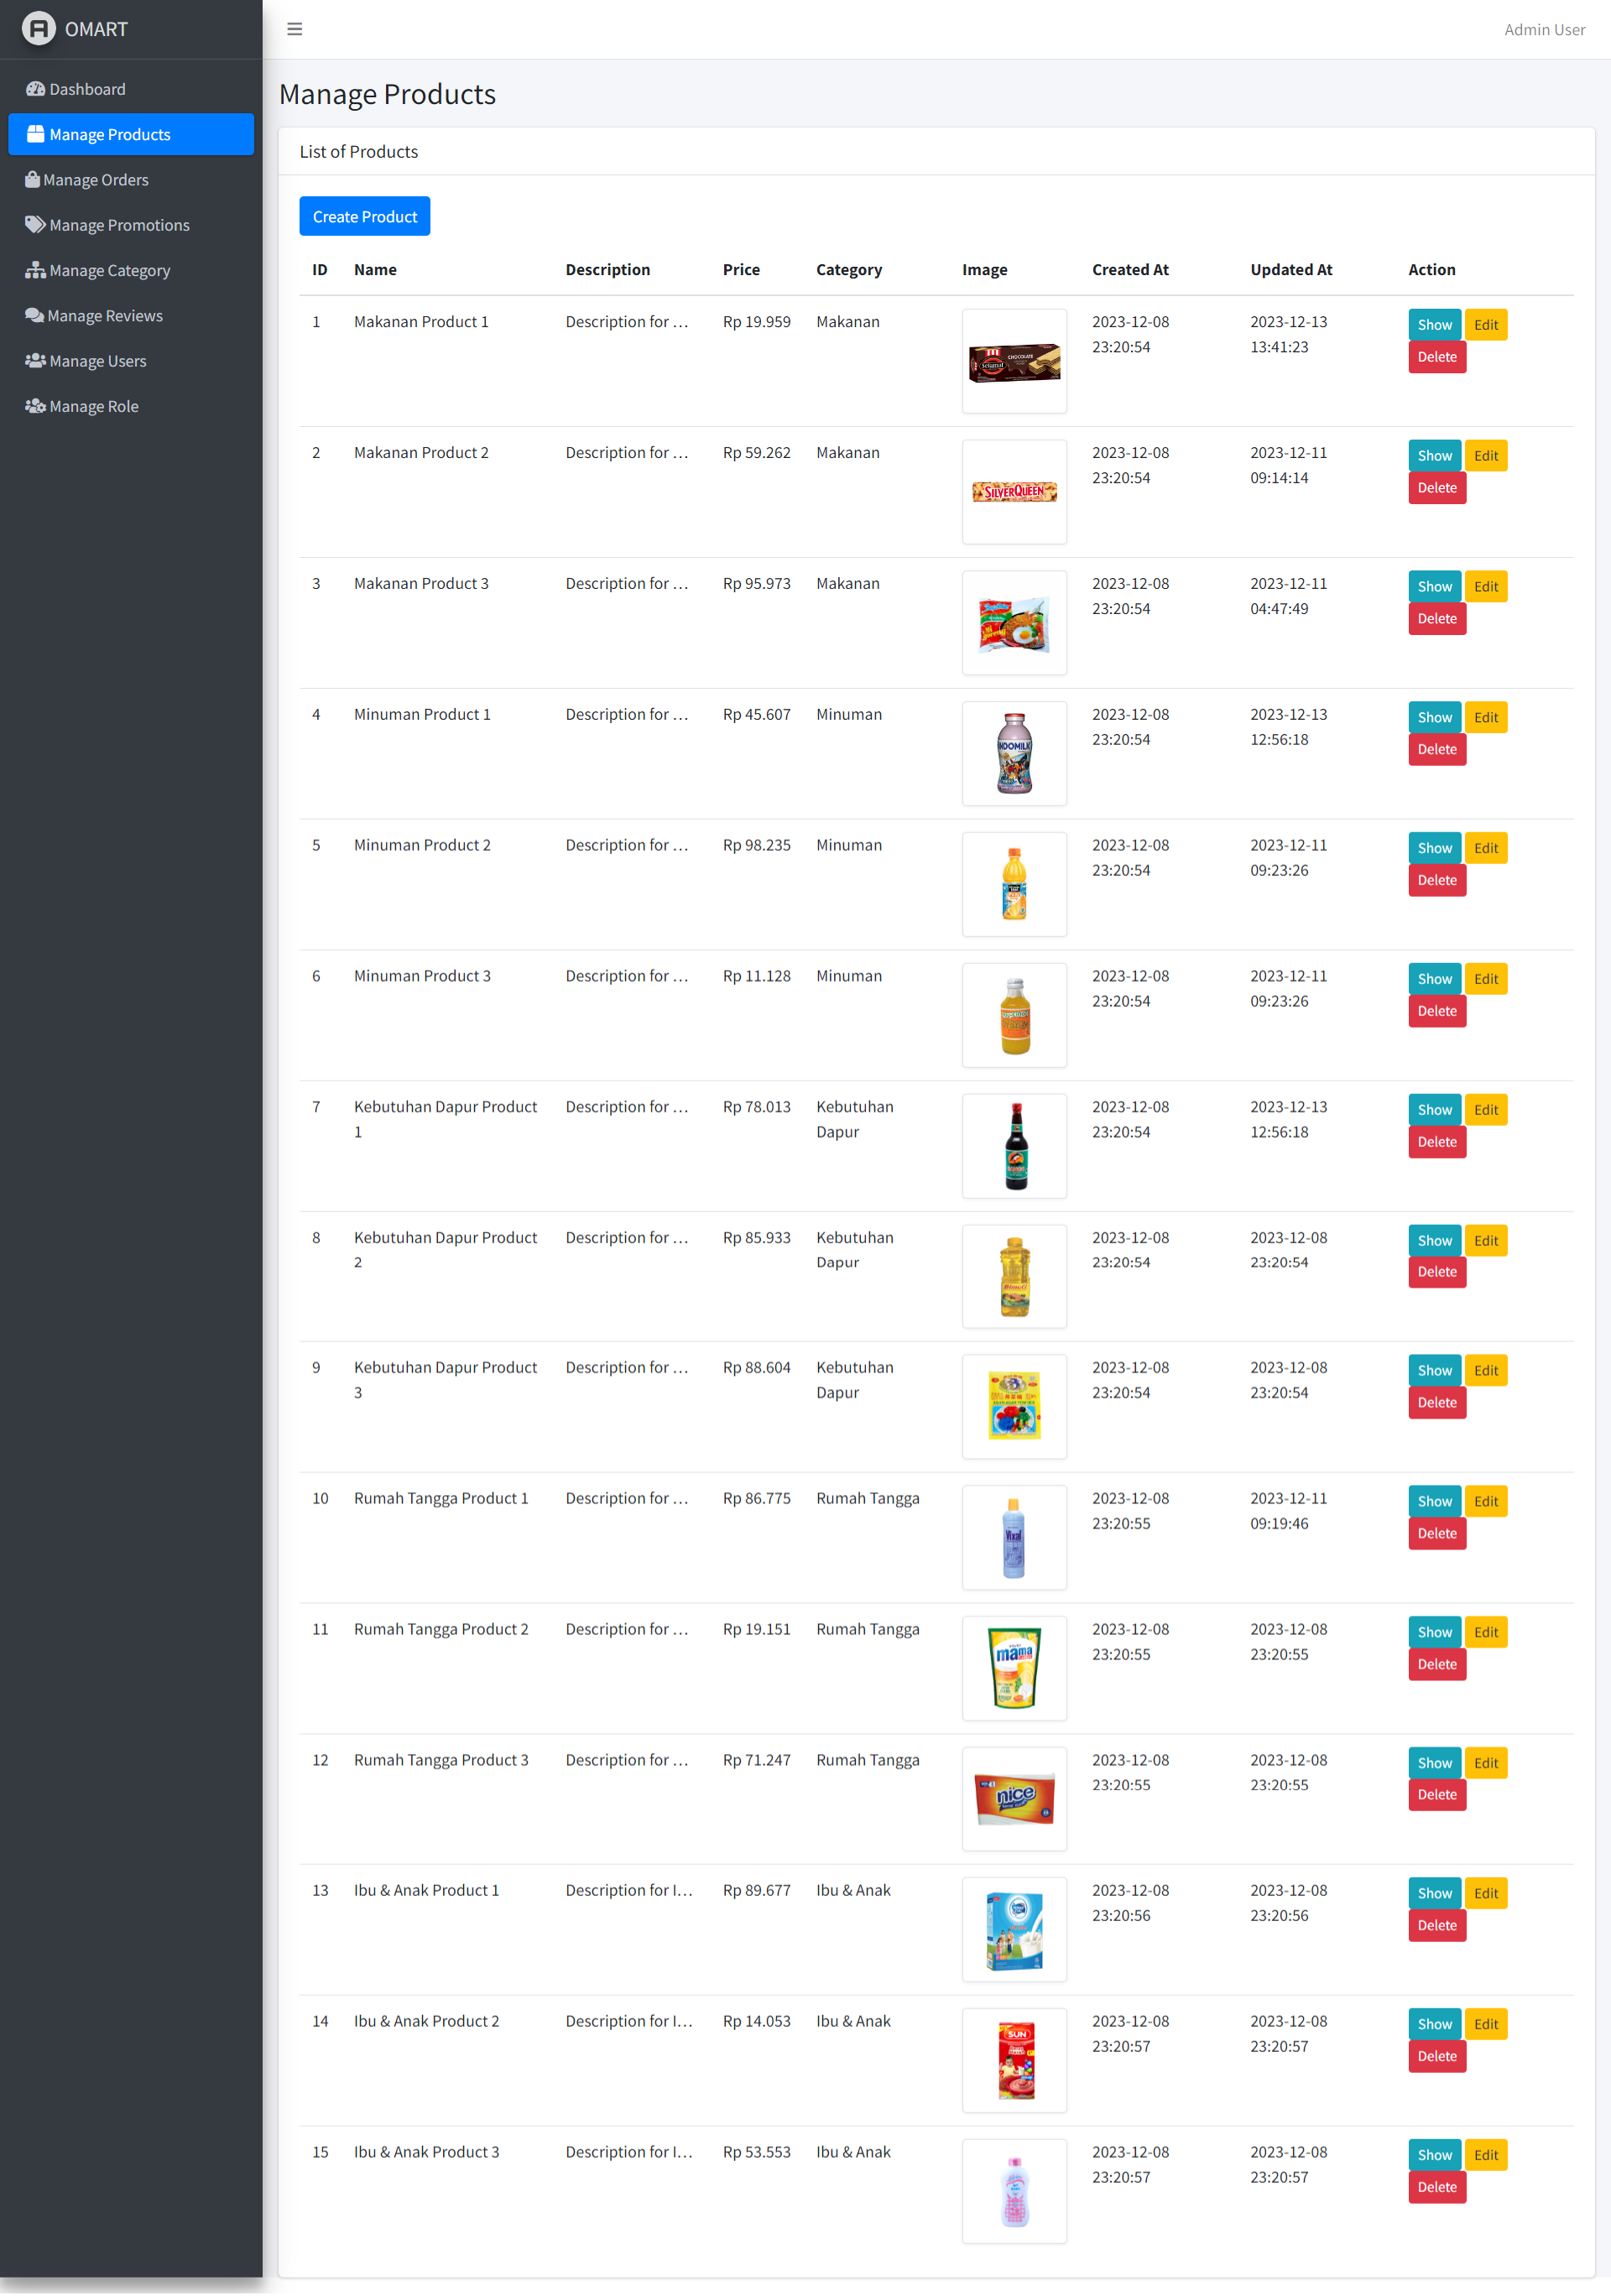 OMART
Admin User
Dashboard
Manage Products
Manage Orders
Manage Promotions
Manage Category
Manage Reviews
Manage Users
Manage Role
Manage Products
List of Products
Create Product
ID Name Description Price Category Image Created At Updated At Action
1 Makanan Product 1 Description for ... Rp 19.959 Makanan 2023-12-08 2023-12-13 Show Edit
23:20:54 13:41:23 Delete
CHOCOLATE
Selamat
2 Makanan Product 2 Description for ... Rp 59.262 Makanan 2023-12-08 2023-12-11 Show Edit
23:20:54 09:14:14 Delete
SILVERQUEEN
3 Makanan Product 3 Description for ... Rp 95.973 Makanan 2023-12-08 2023-12-11 Show Edit
23:20:54 04:47:49 Delete
4 Minuman Product 1 Description for ... Rp 45.607 Minuman 2023-12-08 2023-12-13 Show Edit
23:20:54 12:56:18 Delete
INDOMILK
5 Minuman Product 2 Description for ... Rp 98.235 Minuman 2023-12-08 2023-12-11 Show Edit
23:20:54 09:23:26 Delete
6 Minuman Product 3 Description for ... Rp 11.128 Minuman 2023-12-08 2023-12-11 Show Edit
23:20:54 09:23:26 Delete
7 Kebutuhan Dapur Product Description for ... Rp 78.013 Kebutuhan 2023-12-08 2023-12-13 Show Edit
1 Dapur 23:20:54 12:56:18 Delete
8 Kebutuhan Dapur Product Description for ... Rp 85.933 Kebutuhan 2023-12-08 2023-12-08 Show Edit
2 Dapur 23:20:54 23:20:54 Delete
Bimoli
9 Kebutuhan Dapur Product Description for ... Rp 88.604 Kebutuhan 2023-12-08 2023-12-08 Show Edit
3 Dapur 23:20:54 23:20:54 Delete
10 Rumah Tangga Product 1 Description for ... Rp 86.775 Rumah Tangga 2023-12-08 2023-12-11 Show Edit
23:20:55 09:19:46 Delete
Vixal
11 Rumah Tangga Product 2 Description for ... Rp 19.151 Rumah Tangga 2023-12-08 2023-12-08 Show Edit
23:20:55 23:20:55 Delete
mama
12 Rumah Tangga Product 3 Description for ... Rp 71.247 Rumah Tangga 2023-12-08 2023-12-08 Show Edit
23:20:55 23:20:55 Delete
nice
13 Ibu & Anak Product 1 Description for I... Rp 89.677 Ibu & Anak 2023-12-08 2023-12-08 Show Edit
23:20:56 23:20:56 Delete
14 Ibu & Anak Product 2 Description for I... Rp 14.053 Ibu & Anak 2023-12-08 2023-12-08 Show Edit
23:20:57 23:20:57 Delete
SUN
15 Ibu & Anak Product 3 Description for I... Rp 53.553 Ibu & Anak 2023-12-08 2023-12-08 Show Edit
23:20:57 23:20:57 Delete